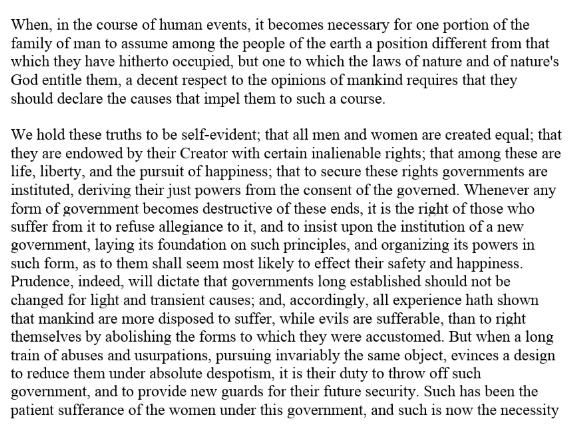 When, in the course of human events, it becomes necessary for one portion of the
family of man to assume among the people of the earth a position different from that
which they have hitherto occupied, but one to which the laws of nature and of nature's
God entitle them, a decent respect to the opinions of mankind requires that they
should declare the causes that impel them to such a course.

We hold these truths to be self-evident; that all men and women are created equal; that
they are endowed by their Creator with certain inalienable rights; that among these are
life, liberty, and the pursuit of happiness; that to secure these rights governments are
instituted, deriving their just powers from the consent of the governed. Whenever any
form of government becomes destructive of these ends, it is the right of those who
suffer from it to refuse allegiance to it, and to insist upon the institution of a new
government, laying its foundation on such principles, and organizing its powers in
such form, as to them shall seem most likely to effect their safety and happiness.
Prudence, indeed, will dictate that governments long established should not be
changed for light and transient causes; and, accordingly, all experience hath shown
that mankind are more disposed to suffer, while evils are sufferable, than to right
themselves by abolishing the forms to which they were accustomed. But when a long
train of abuses and usurpations, pursuing invariably the same object, evinces a design
to reduce them under absolute despotism, it is their duty to throw off such
government, and to provide new guards for their future security. Such has been the
patient sufferance of the women under this government, and such is now the necessity